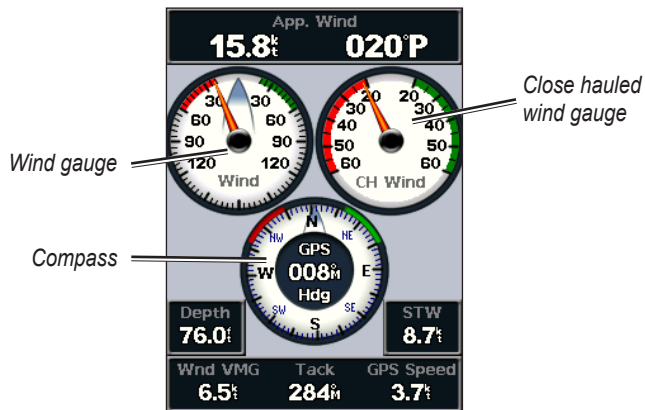 App. Wind
15.8kt 020°P
Close hauled
wind gauge
30 30
60 60
90 90
120 120
Wind
20 20
30 30
40 40
50 50
60 60
CH Wind
Wind gauge
Compass
N
NW NE
GPS
W 008°M E
Hdg
SW SE
S
Depth
76.0ft
STW
8.7kt
Wnd VMG Tack GPS Speed
6.5kt 284°M 3.7kt